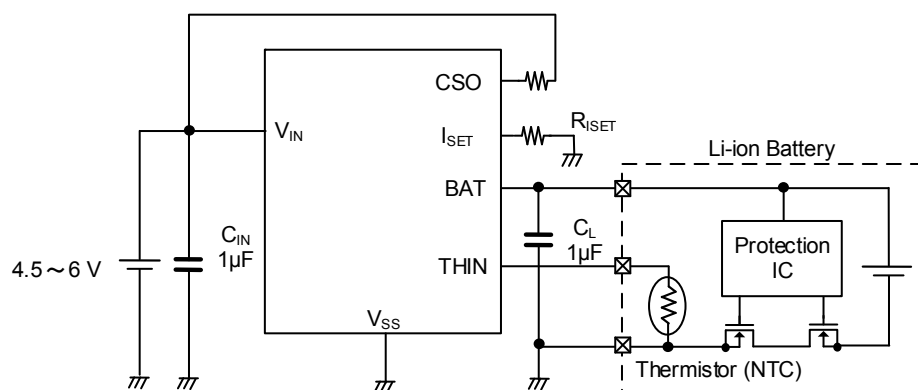 CSO
V_IN
I_SET
R_ISET
Li-ion Battery
BAT
C_IN
1µF
C_L
1µF
Protection
IC
4.5～6 V
THIN
V_SS
Thermistor (NTC)